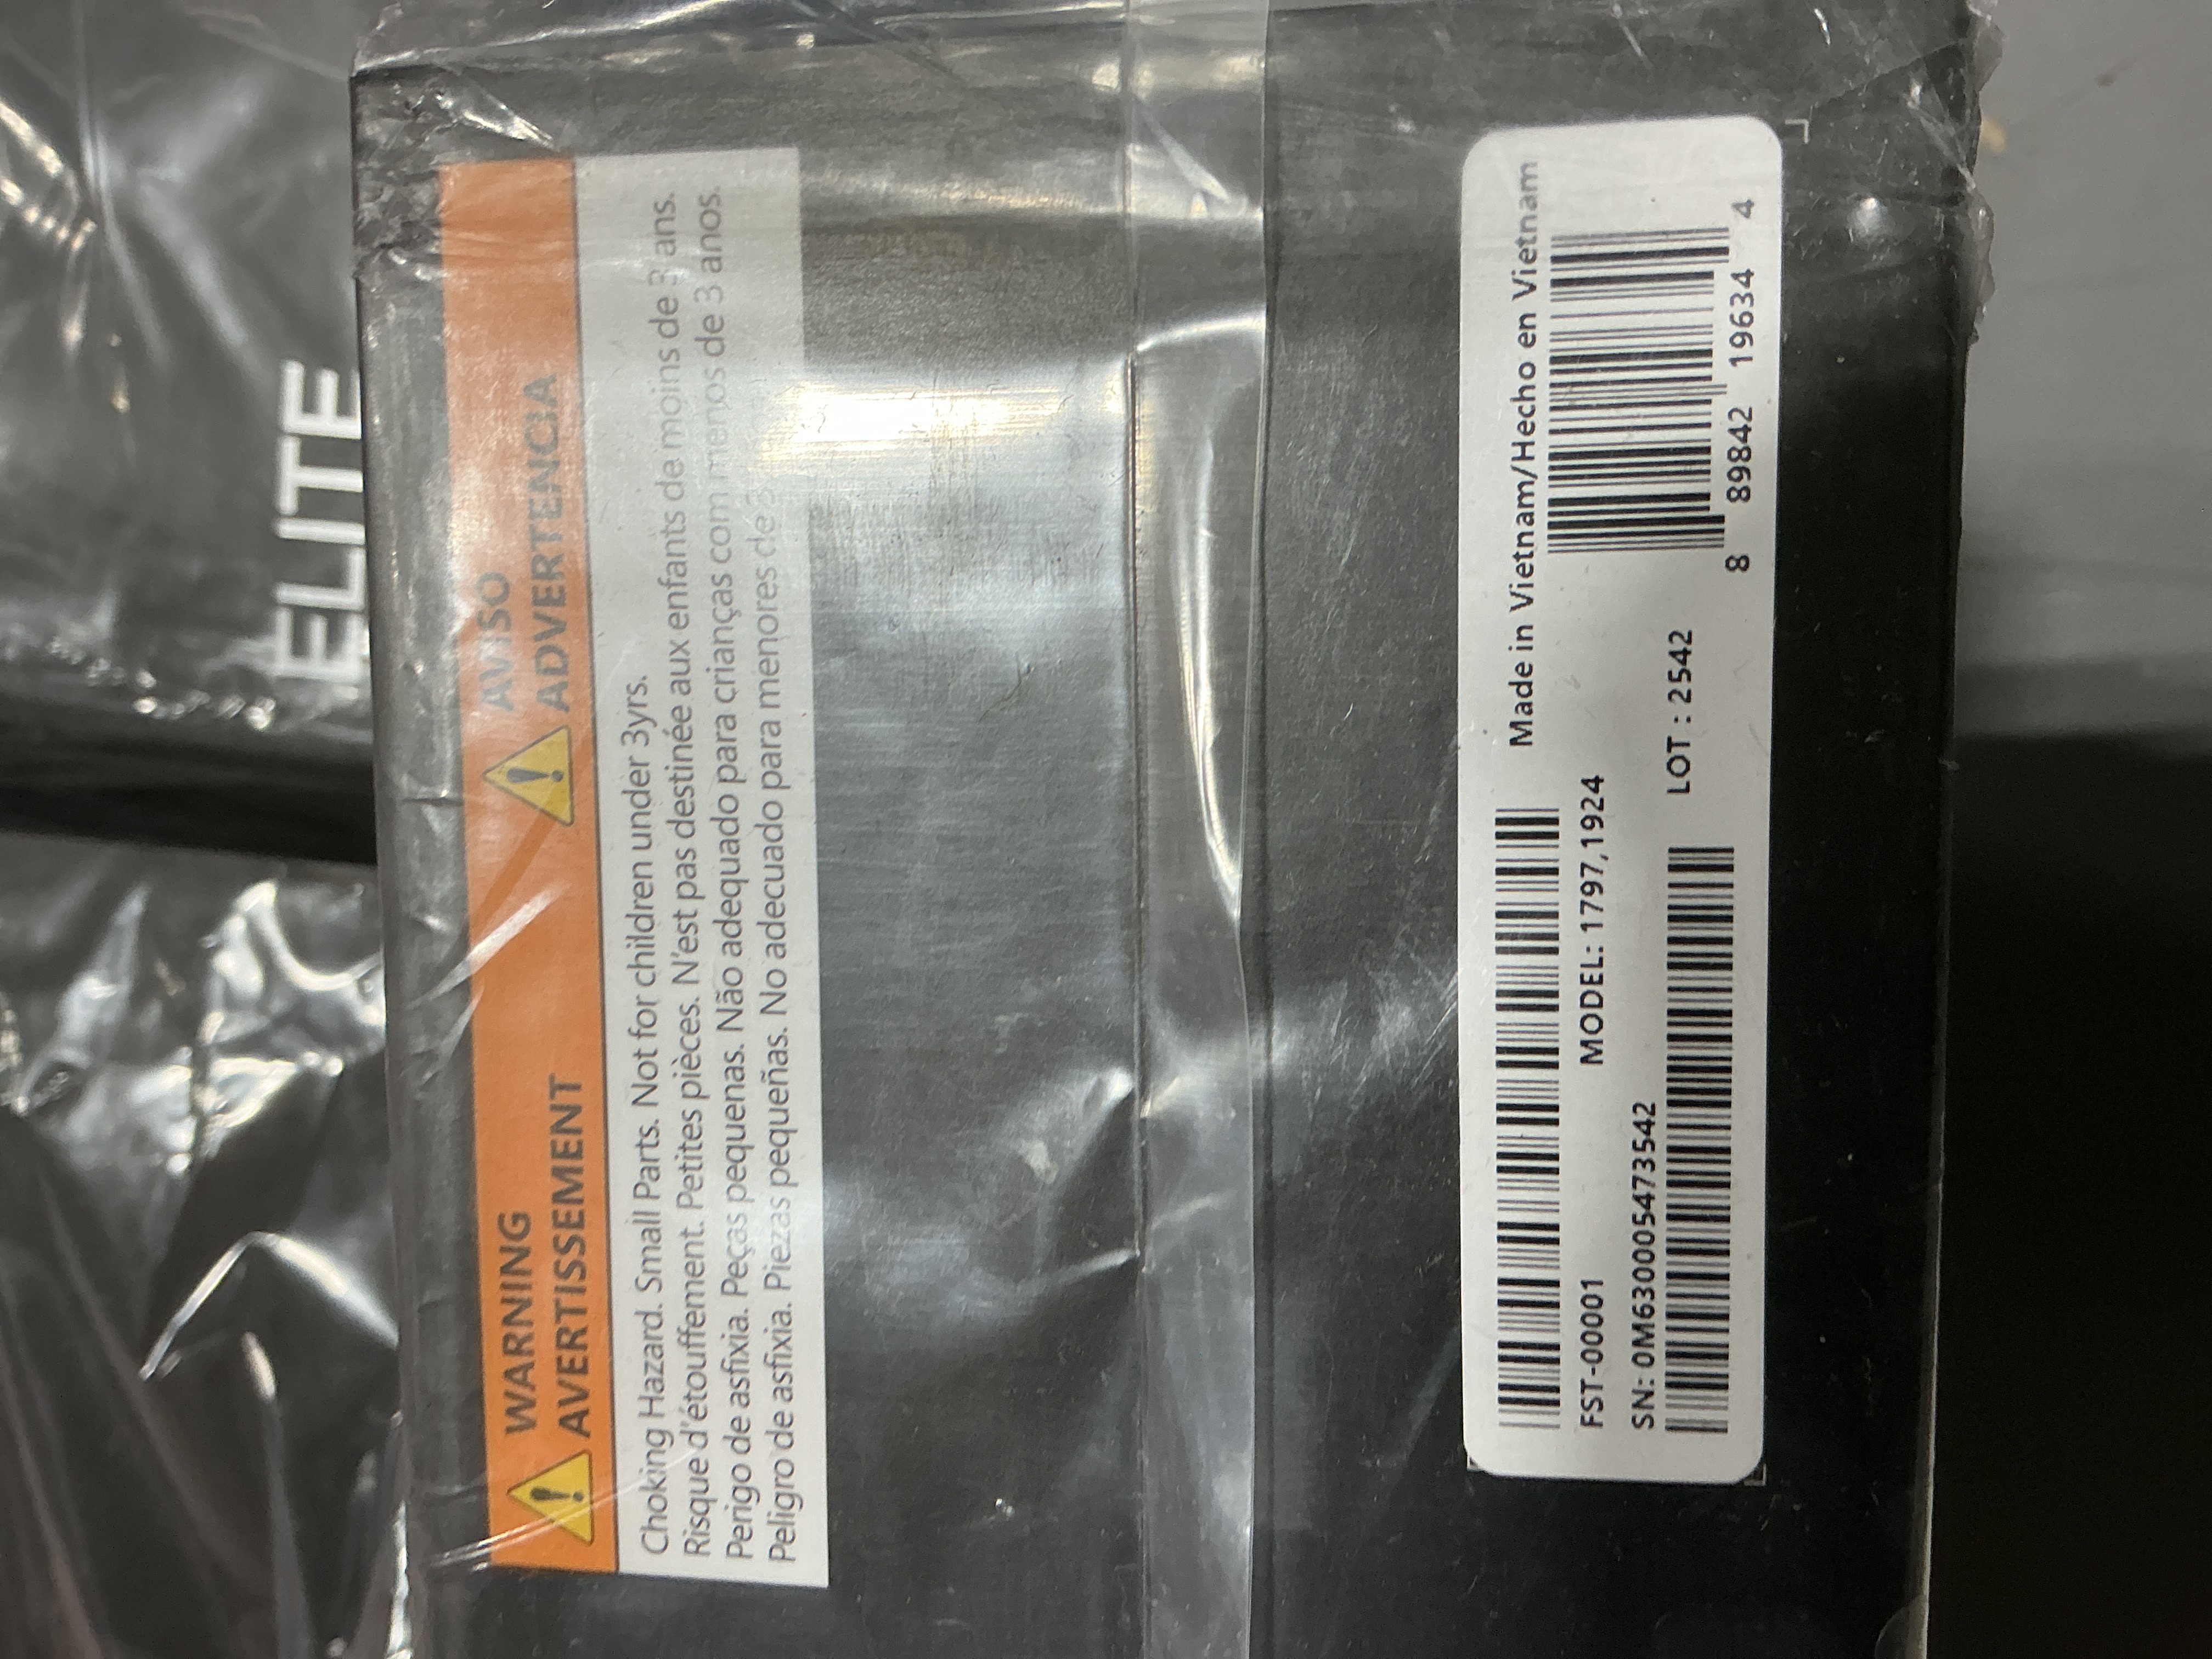 ELITE
WARNING
AVERTISSEMENT
AVISO
ADVERTENCIA
Choking Hazard. Small Parts. Not for children under 3yrs.
Risque d'étouffement. Petites pièces. N'est pas destinée aux enfants de moins de 3 ans.
Perigo de asfixia. Peças pequenas. Não adequado para crianças com menos de 3 anos.
Peligro de asfixia. Piezas pequeñas. No adecuado para menores de
Made in Vietnam/Hecho en Vietnam
FST-00001 MODEL: 1797,1924
SN: 0M630005473542
LOT : 2542
8 89842 19634 4